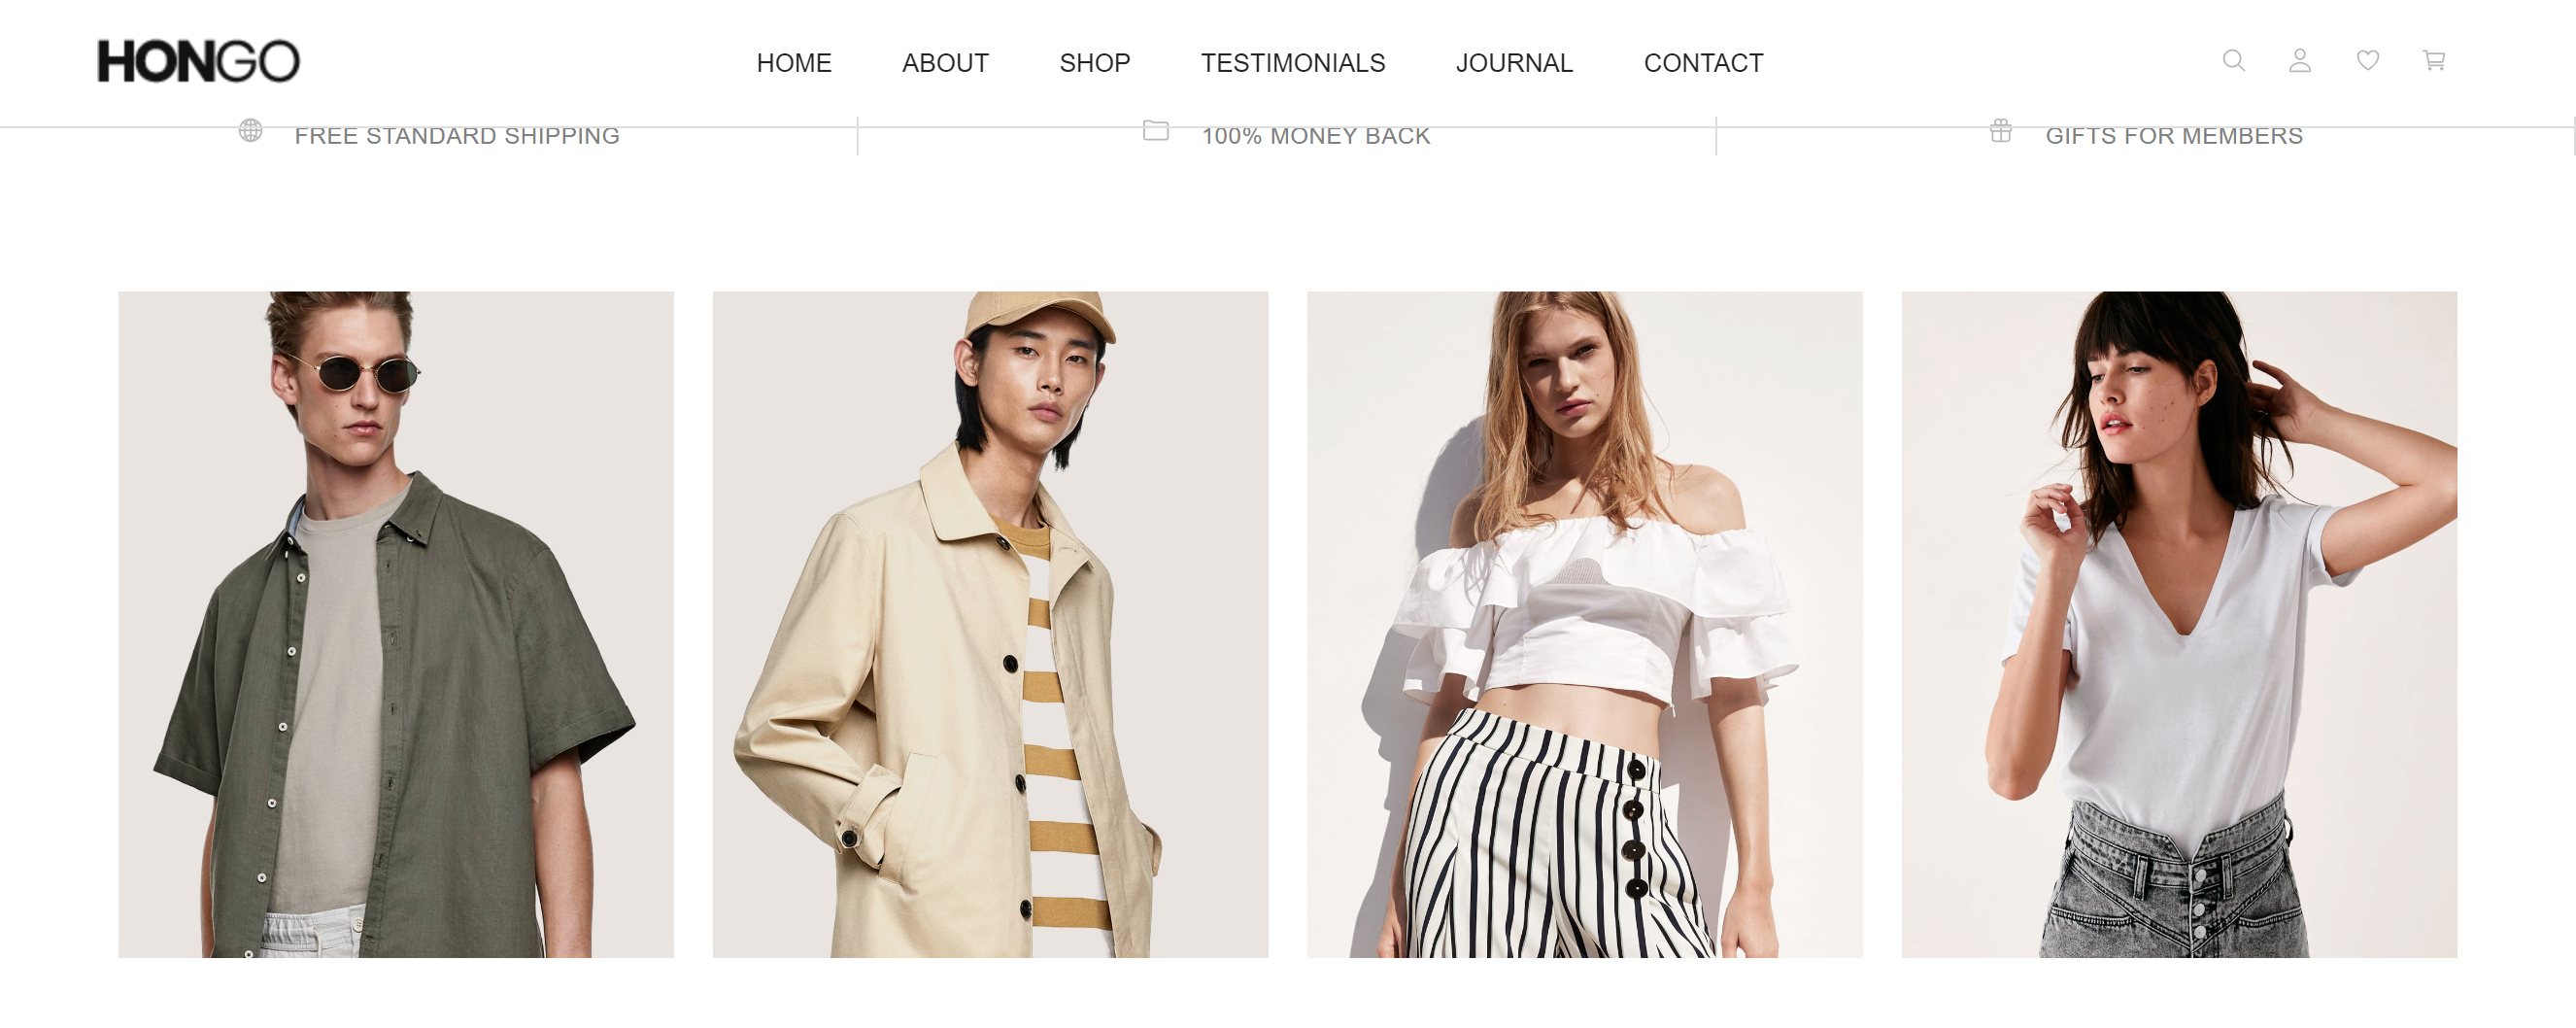 HONGO
HOME ABOUT SHOP TESTIMONIALS JOURNAL CONTACT
FREE STANDARD SHIPPING 100% MONEY BACK GIFTS FOR MEMBERS